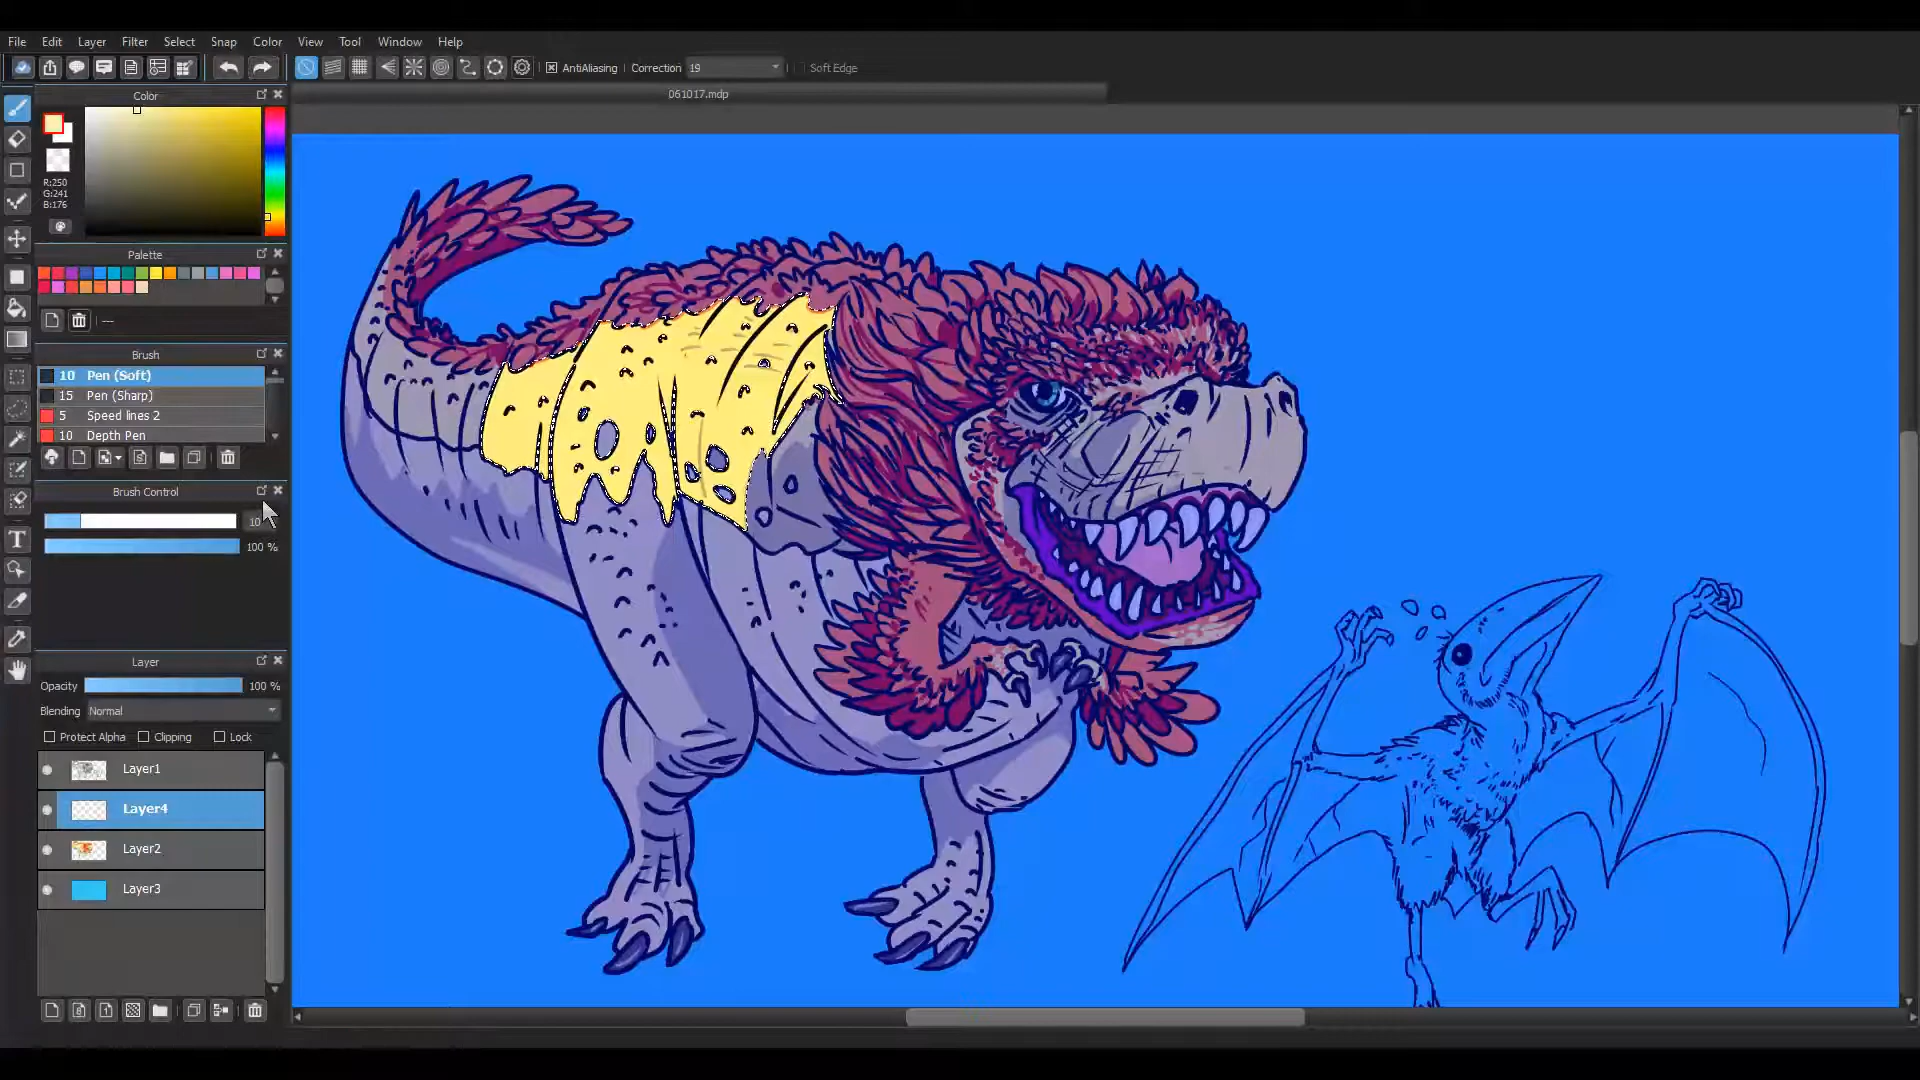 File Edit Layer Filter Select Snap Color View Tool Window Help
AntiAliasing Correction 19 Soft Edge
061017.mdp
Color
R:250
G:241
B:176
Palette
---
Brush
10 Pen (Soft)
15 Pen (Sharp)
5 Speed lines 2
10 Depth Pen
Brush Control
10
100 %
Layer
Opacity 100 %
Blending Normal
Protect Alpha Clipping Lock
Layer1
Layer4
Layer2
Layer3